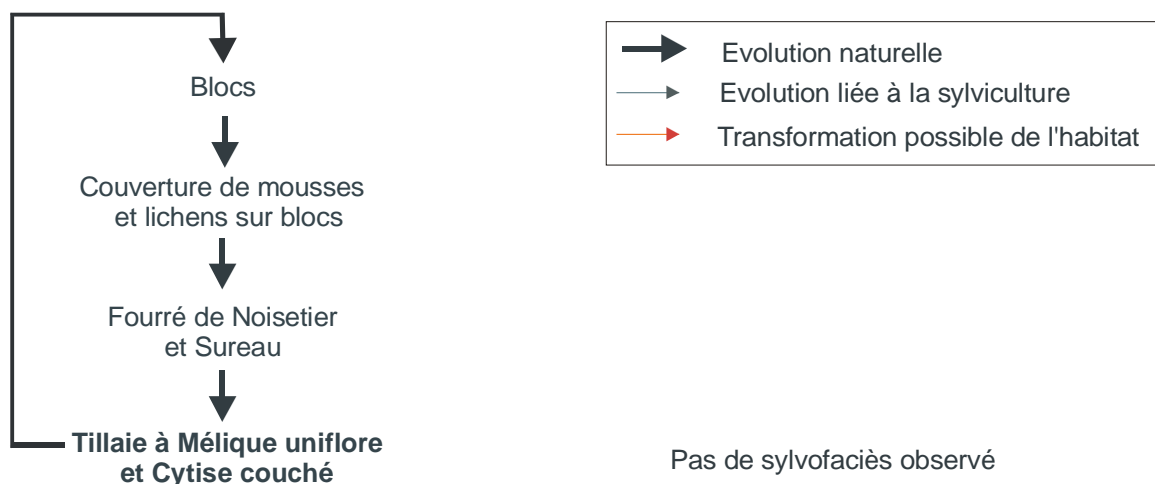 Blocs
Couverture de mousses
et lichens sur blocs
Fourré de Noisetier
et Sureau
Tillaie à Mélique uniflore
et Cytise couché
Evolution naturelle
Evolution liée à la sylviculture
Transformation possible de l'habitat
Pas de sylvofaciès observé